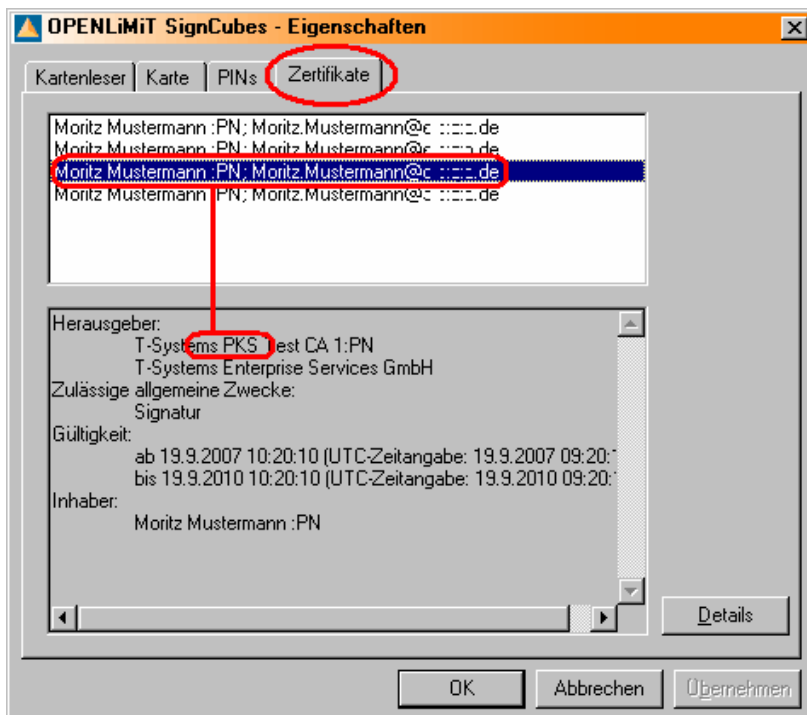 OPENLiMiT SignCubes - Eigenschaften
Kartenleser Karte PINs Zertifikate
Moritz Mustermann :PN; Moritz.Mustermann@
Moritz Mustermann :PN; Moritz.Mustermann@
Moritz Mustermann :PN; Moritz.Mustermann@
Moritz Mustermann :PN; Moritz.Mustermann@
Herausgeber:
T-Systems PKS Test CA 1:PN
T-Systems Enterprise Services GmbH
Zulässige allgemeine Zwecke:
Signatur
Gültigkeit:
ab 19.9.2007 10:20:10 (UTC-Zeitangabe: 19.9.2007 09:20:
bis 19.9.2010 10:20:10 (UTC-Zeitangabe: 19.9.2010 09:20:
Inhaber:
Moritz Mustermann :PN
Details
OK Abbrechen Übernehmen